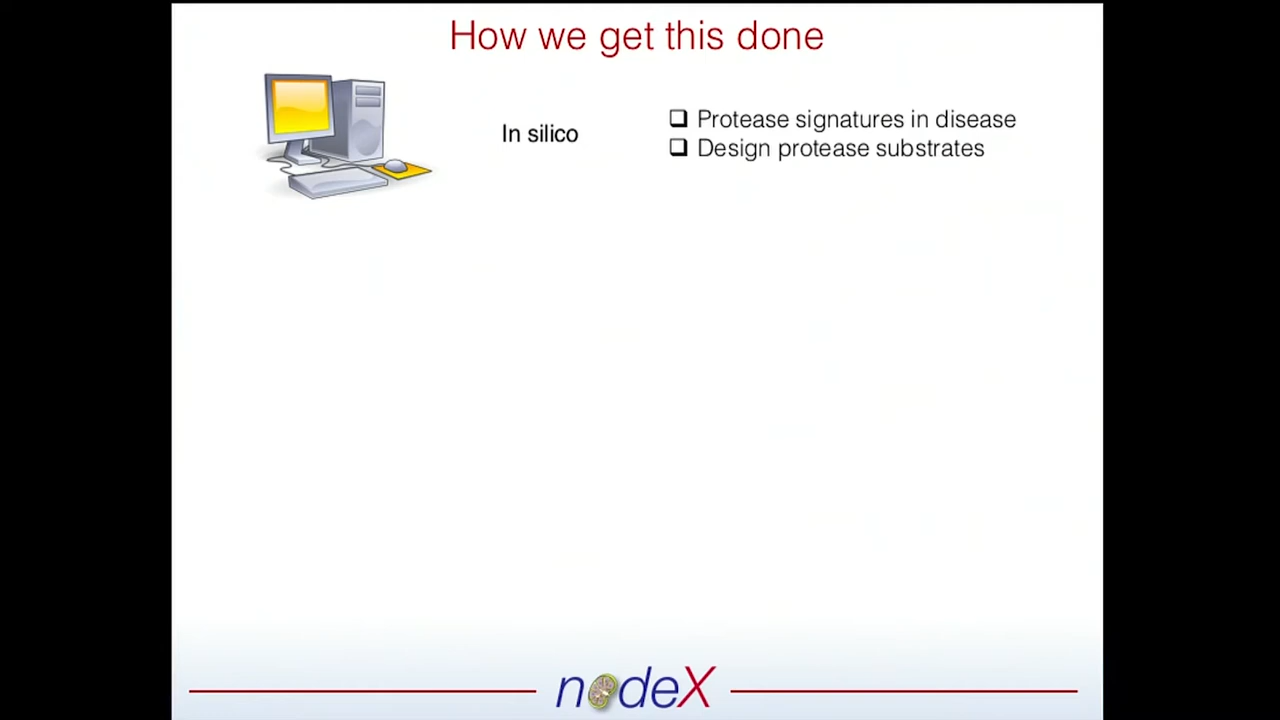 How we get this done
In silico
❑ Protease signatures in disease
❑ Design protease substrates
nodeX